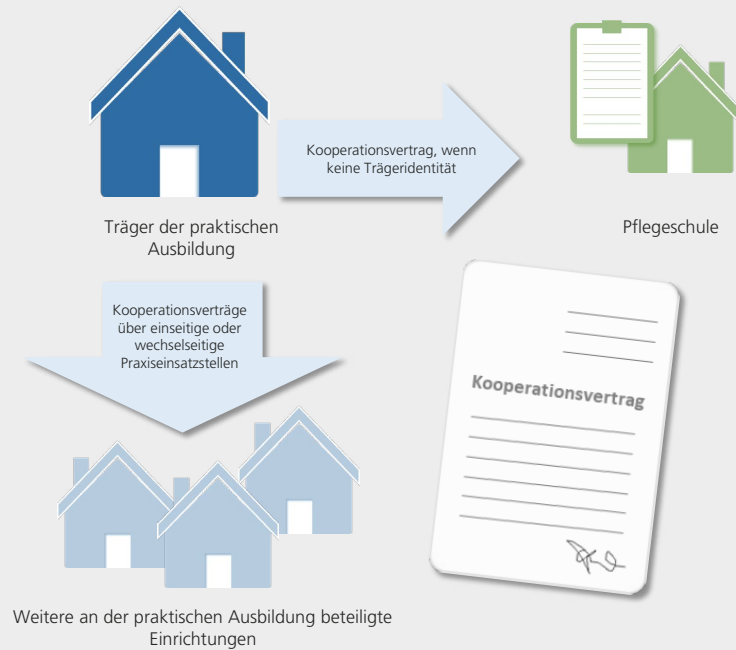 Kooperationsvertrag, wenn
keine Trägeridentität
Träger der praktischen
Ausbildung
Pflegeschule
Kooperationsverträge
über einseitige oder
wechselseitige
Praxiseinsatzstellen
Kooperationsvertrag
Weitere an der praktischen Ausbildung beteiligte
Einrichtungen